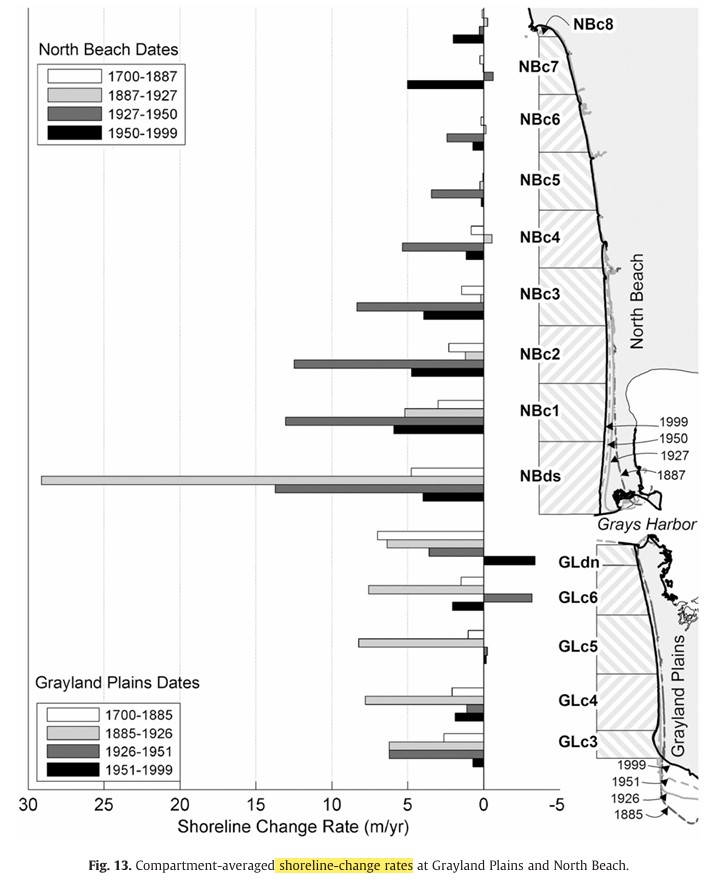 North Beach Dates
1700-1887
1887-1927
1927-1950
1950-1999
NBc8
NBc7
NBc6
NBc5
NBc4
NBc3
NBc2
NBc1
NBds
North Beach
1999
1950
1927
1887
Grays Harbor
GLdn
GLc6
GLc5
GLc4
GLc3
Grayland Plains
1999
1951
1926
1885
Grayland Plains Dates
1700-1885
1885-1926
1926-1951
1951-1999
30 25 20 15 10 5 0 -5
Shoreline Change Rate (m/yr)
Fig. 13. Compartment-averaged shoreline-change rates at Grayland Plains and North Beach.